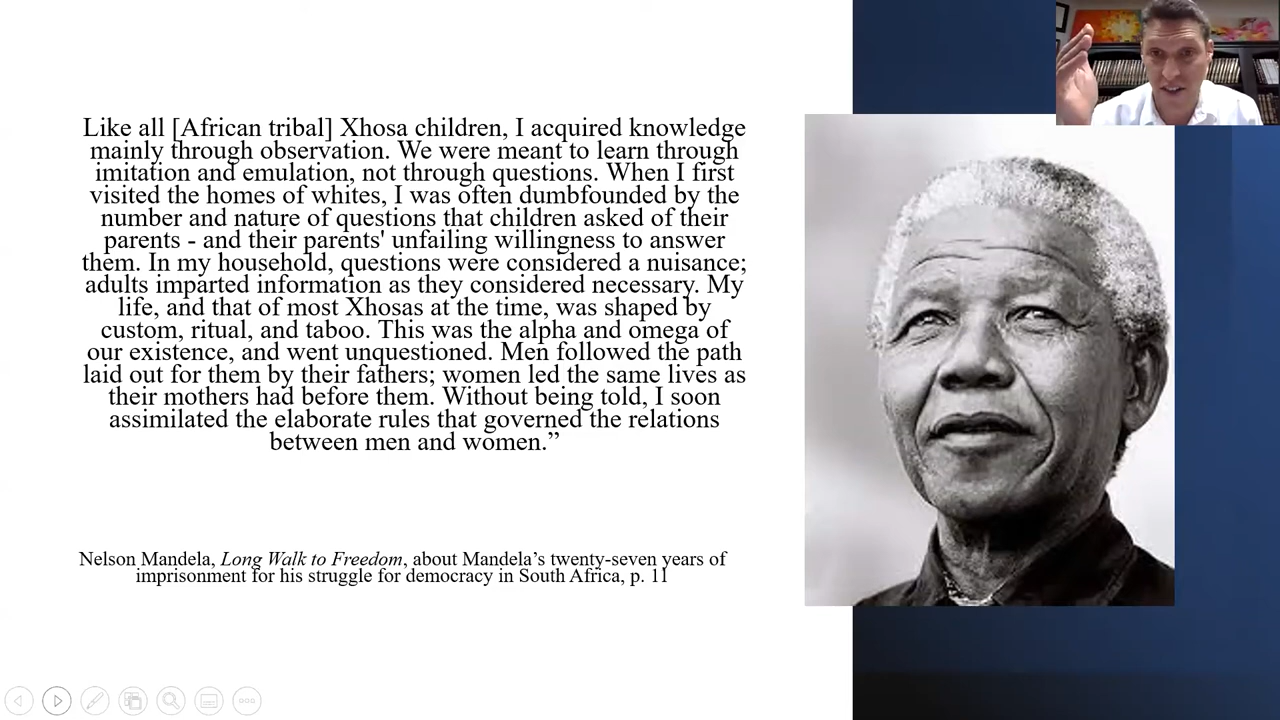 Like all [African tribal] Xhosa children, I acquired knowledge
mainly through observation. We were meant to learn through
imitation and emulation, not through questions. When I first
visited the homes of whites, I was often dumbfounded by the
number and nature of questions that children asked of their
parents - and their parents' unfailing willingness to answer
them. In my household, questions were considered a nuisance;
adults imparted information as they considered necessary. My
life, and that of most Xhosas at the time, was shaped by
custom, ritual, and taboo. This was the alpha and omega of
our existence, and went unquestioned. Men followed the path
laid out for them by their fathers; women led the same lives as
their mothers had before them. Without being told, I soon
assimilated the elaborate rules that governed the relations
between men and women.”
Nelson Mandela, Long Walk to Freedom, about Mandela’s twenty-seven years of
imprisonment for his struggle for democracy in South Africa, p. 11